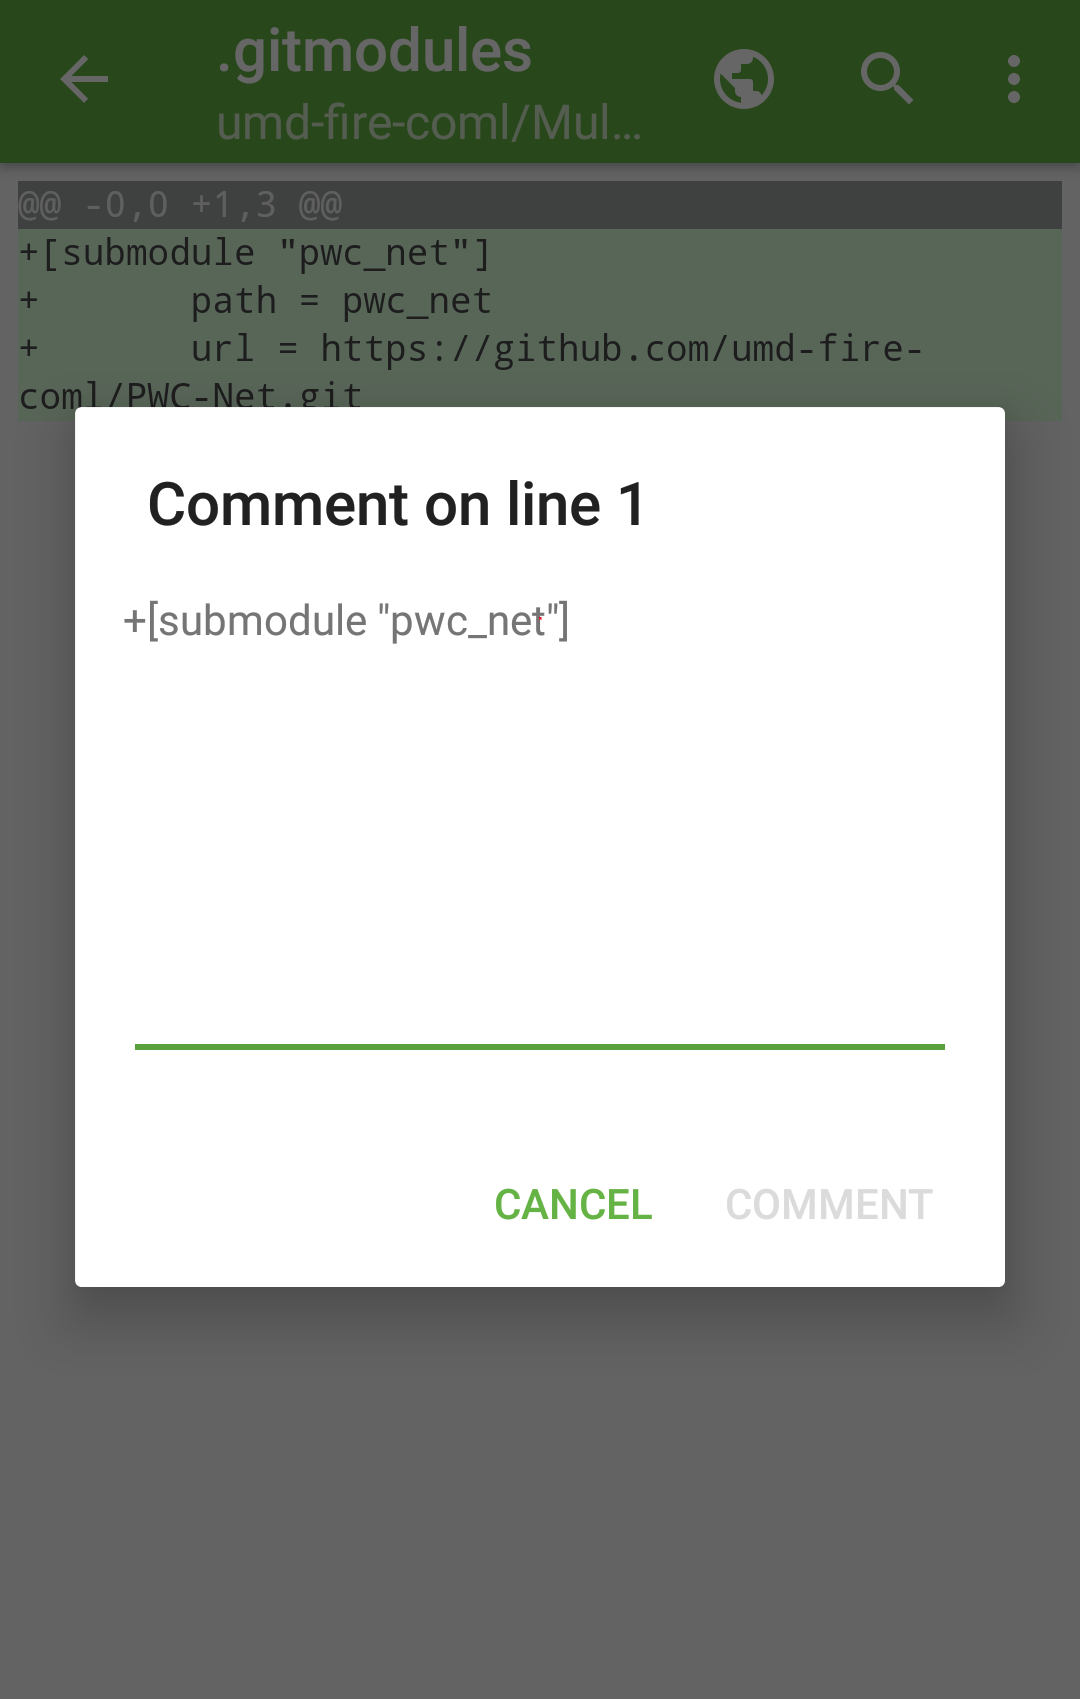 .gitmodules
umd-fire-coml/Mul...
@@ -0,0 +1,3 @@
+[submodule "pwc_net"]
+       path = pwc_net
+       url = https://github.com/umd-fire-
coml/PWC-Net.git
Comment on line 1
+[submodule "pwc_net"]
CANCEL
COMMENT